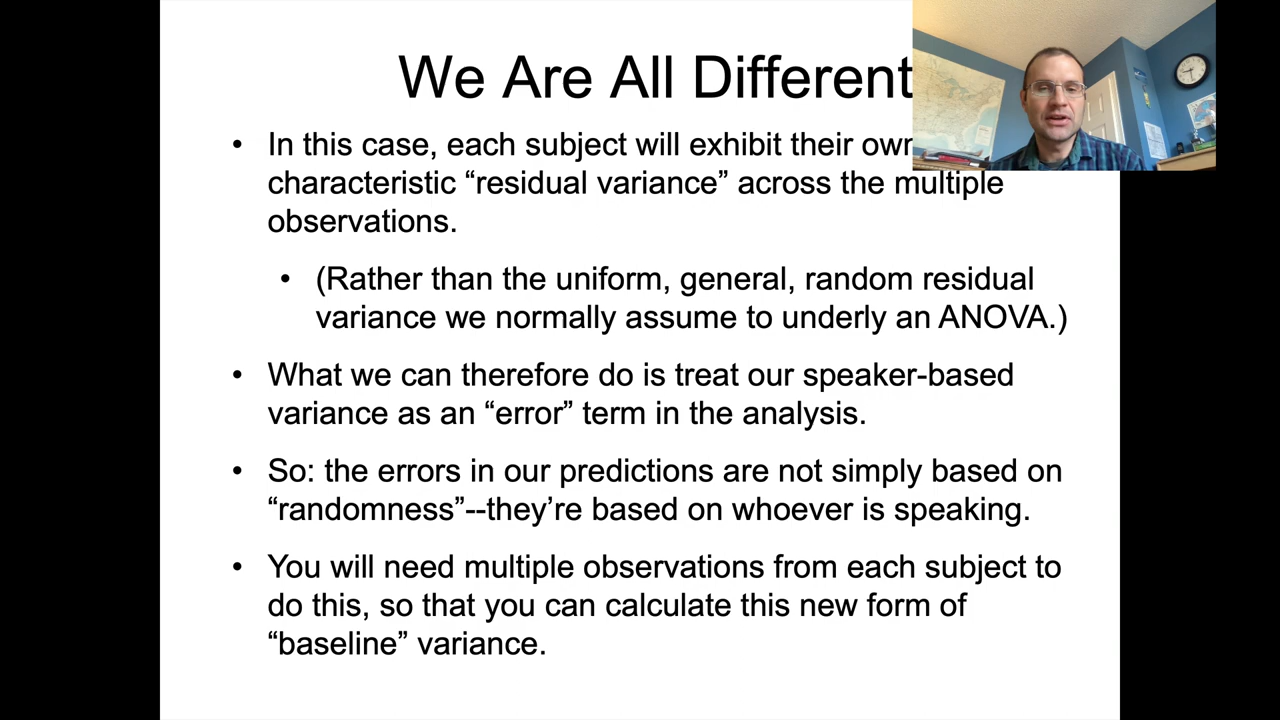 We Are All Different
• In this case, each subject will exhibit their own
characteristic “residual variance” across the multiple
observations.
• (Rather than the uniform, general, random residual
variance we normally assume to underly an ANOVA.)
• What we can therefore do is treat our speaker-based
variance as an “error” term in the analysis.
• So: the errors in our predictions are not simply based on
“randomness”--they’re based on whoever is speaking.
• You will need multiple observations from each subject to
do this, so that you can calculate this new form of
“baseline” variance.